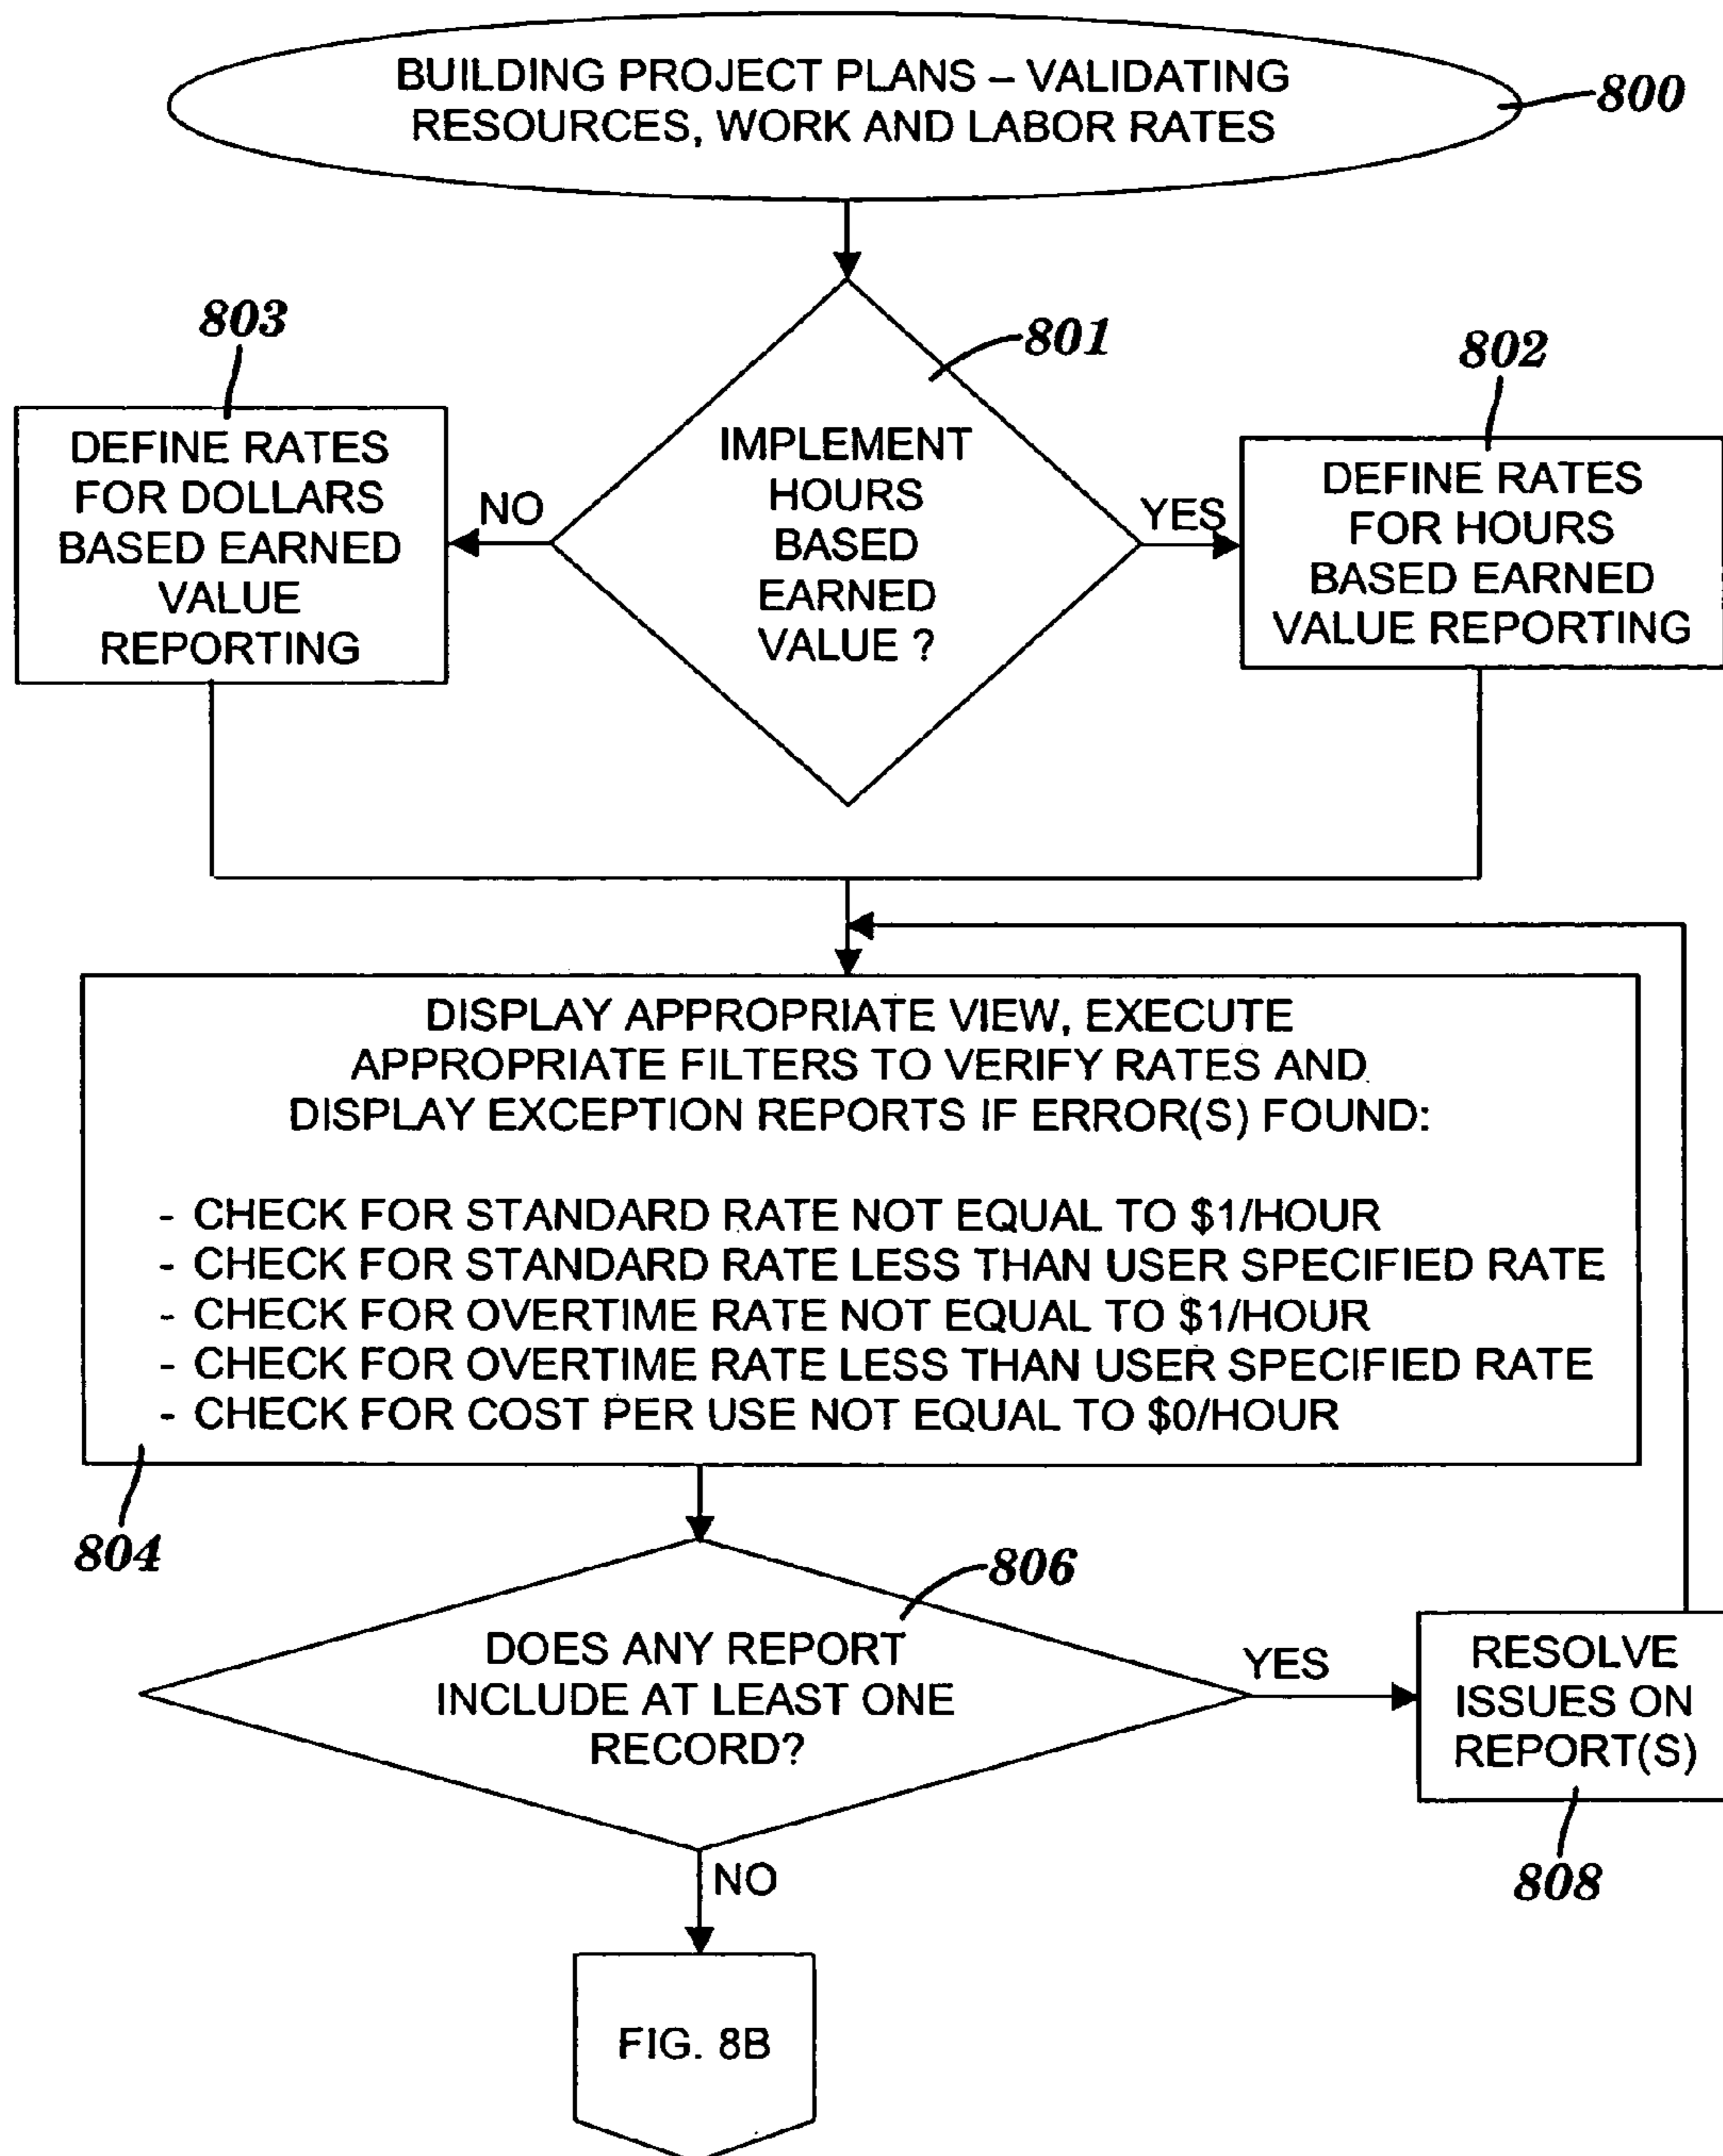 BUILDING PROJECT PLANS – VALIDATING
RESOURCES, WORK AND LABOR RATES
800
803
801
802
DEFINE RATES
FOR DOLLARS
BASED EARNED
VALUE
REPORTING
NO
IMPLEMENT
HOURS
BASED
EARNED
VALUE ?
YES
DEFINE RATES
FOR HOURS
BASED EARNED
VALUE REPORTING
DISPLAY APPROPRIATE VIEW, EXECUTE
APPROPRIATE FILTERS TO VERIFY RATES AND
DISPLAY EXCEPTION REPORTS IF ERROR(S) FOUND:
- CHECK FOR STANDARD RATE NOT EQUAL TO $1/HOUR
- CHECK FOR STANDARD RATE LESS THAN USER SPECIFIED RATE
- CHECK FOR OVERTIME RATE NOT EQUAL TO $1/HOUR
- CHECK FOR OVERTIME RATE LESS THAN USER SPECIFIED RATE
- CHECK FOR COST PER USE NOT EQUAL TO $0/HOUR
804
806
DOES ANY REPORT
INCLUDE AT LEAST ONE
RECORD?
YES
RESOLVE
ISSUES ON
REPORT(S)
808
NO
FIG. 8B